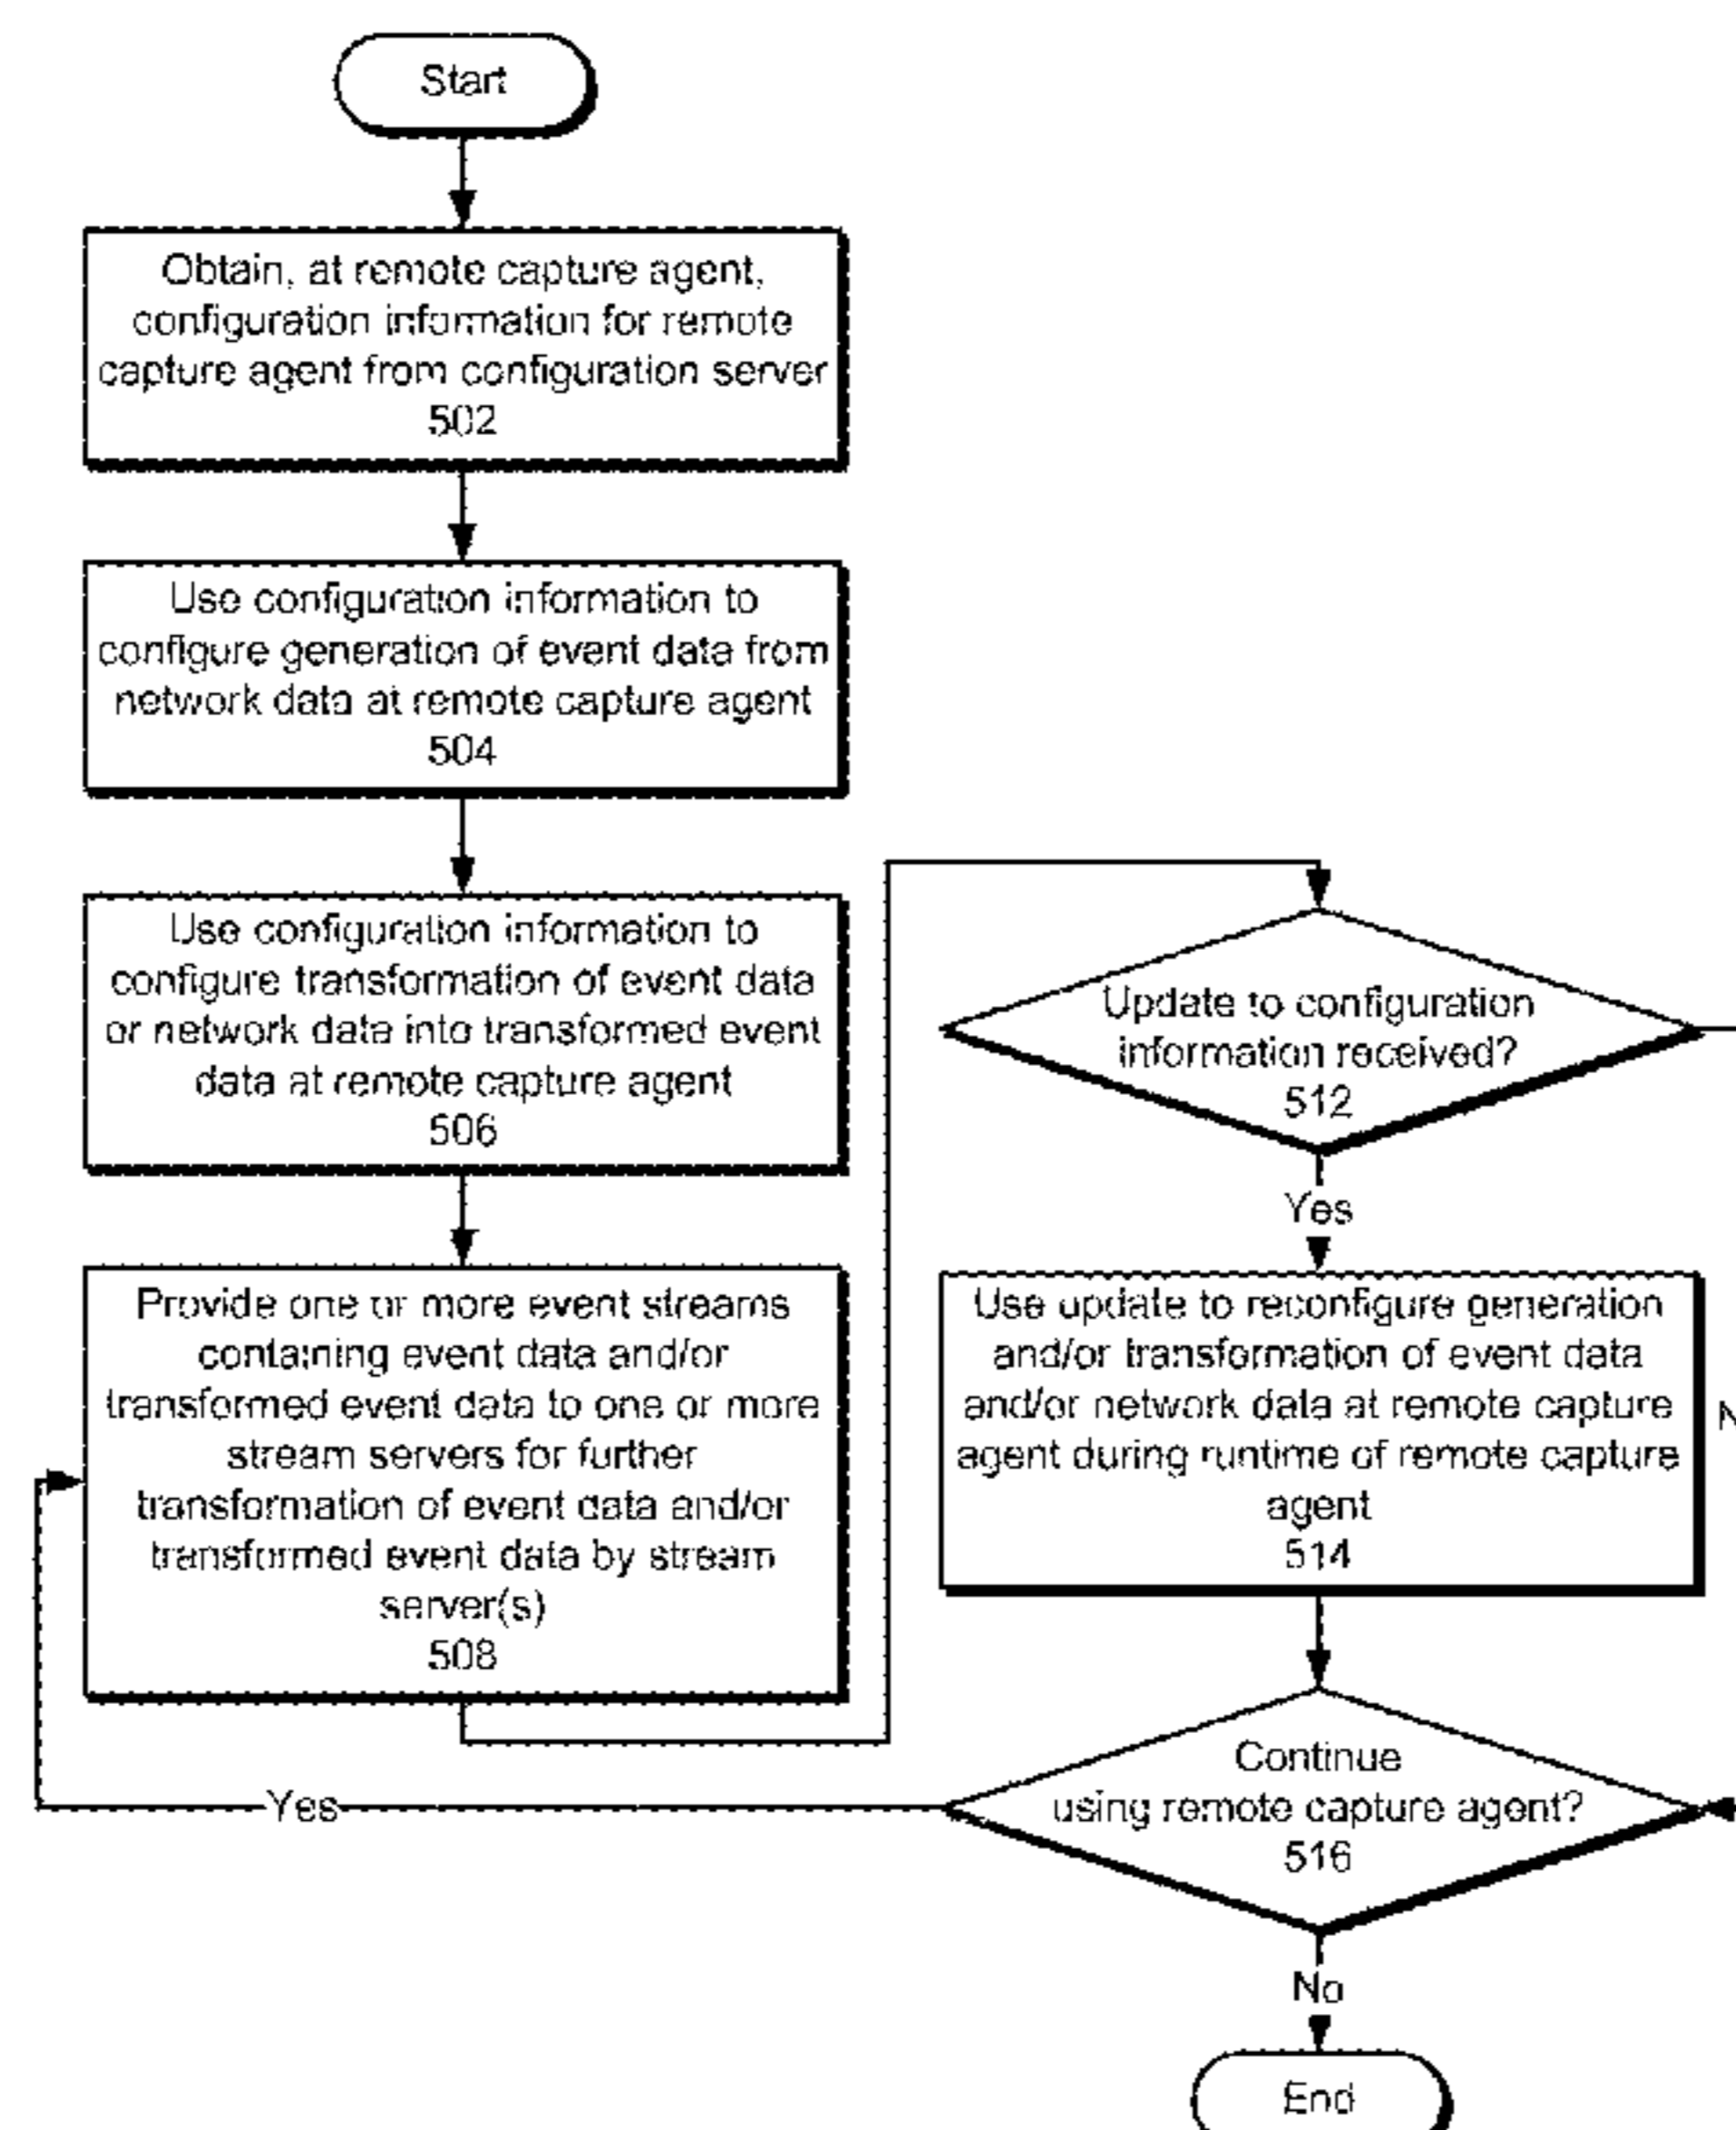 Start
Obtain, at remote capture agent,
configuration information for remote
capture agent from configuration server
502
Use configuration information to
configure generation of event data from
network data at remote capture agent
504
Use configuration information to
configure transformation of event data
or network data into transformed event
data at remote capture agent
506
Provide one or more event streams
containing event data and/or
transformed event data to one or more
stream servers for further
transformation of event data and/or
transformed event data by stream
server(s)
508
Update to configuration
information received?
512
Yes
Use update to reconfigure generation
and/or transformation of event data
and/or network data at remote capture
agent during runtime of remote capture
agent
514
Continue
using remote capture agent?
516
Yes
No
End